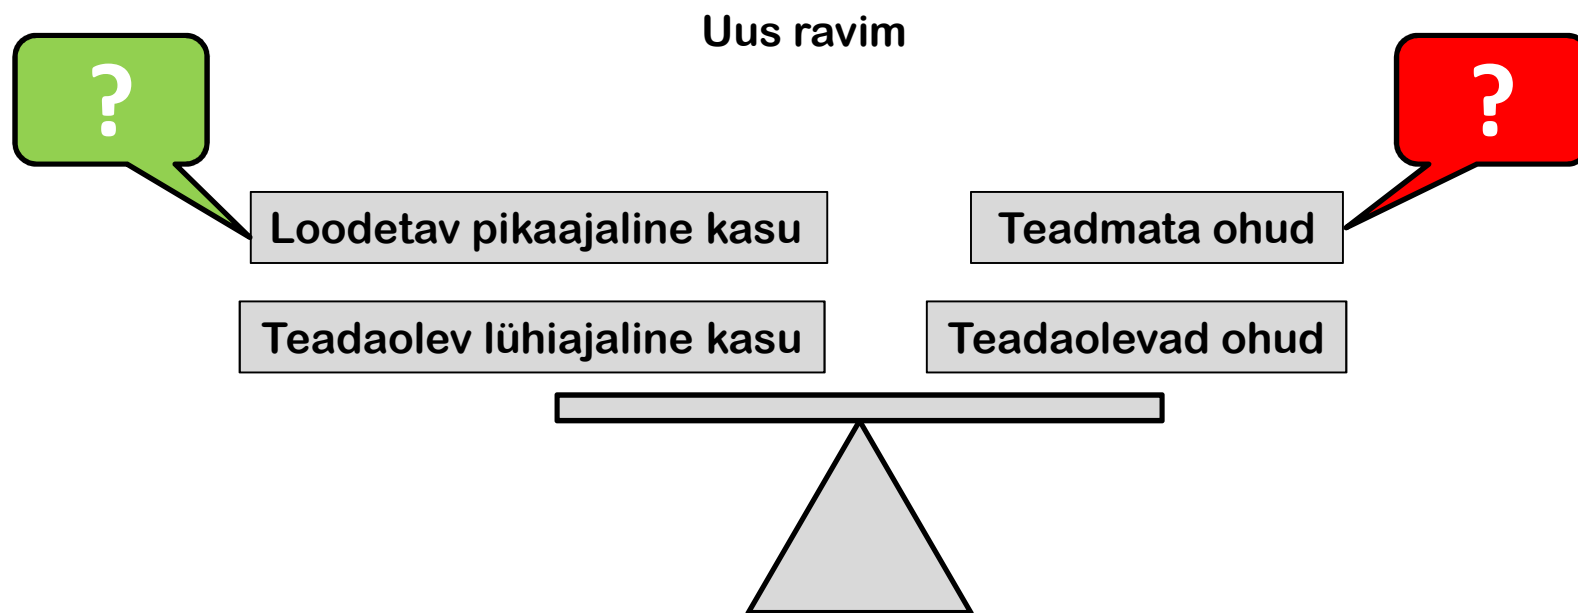 Uus ravim
?
?
Loodetav pikaajaline kasu
Teadmata ohud
Teadaolev lühiajaline kasu
Teadaolevad ohud